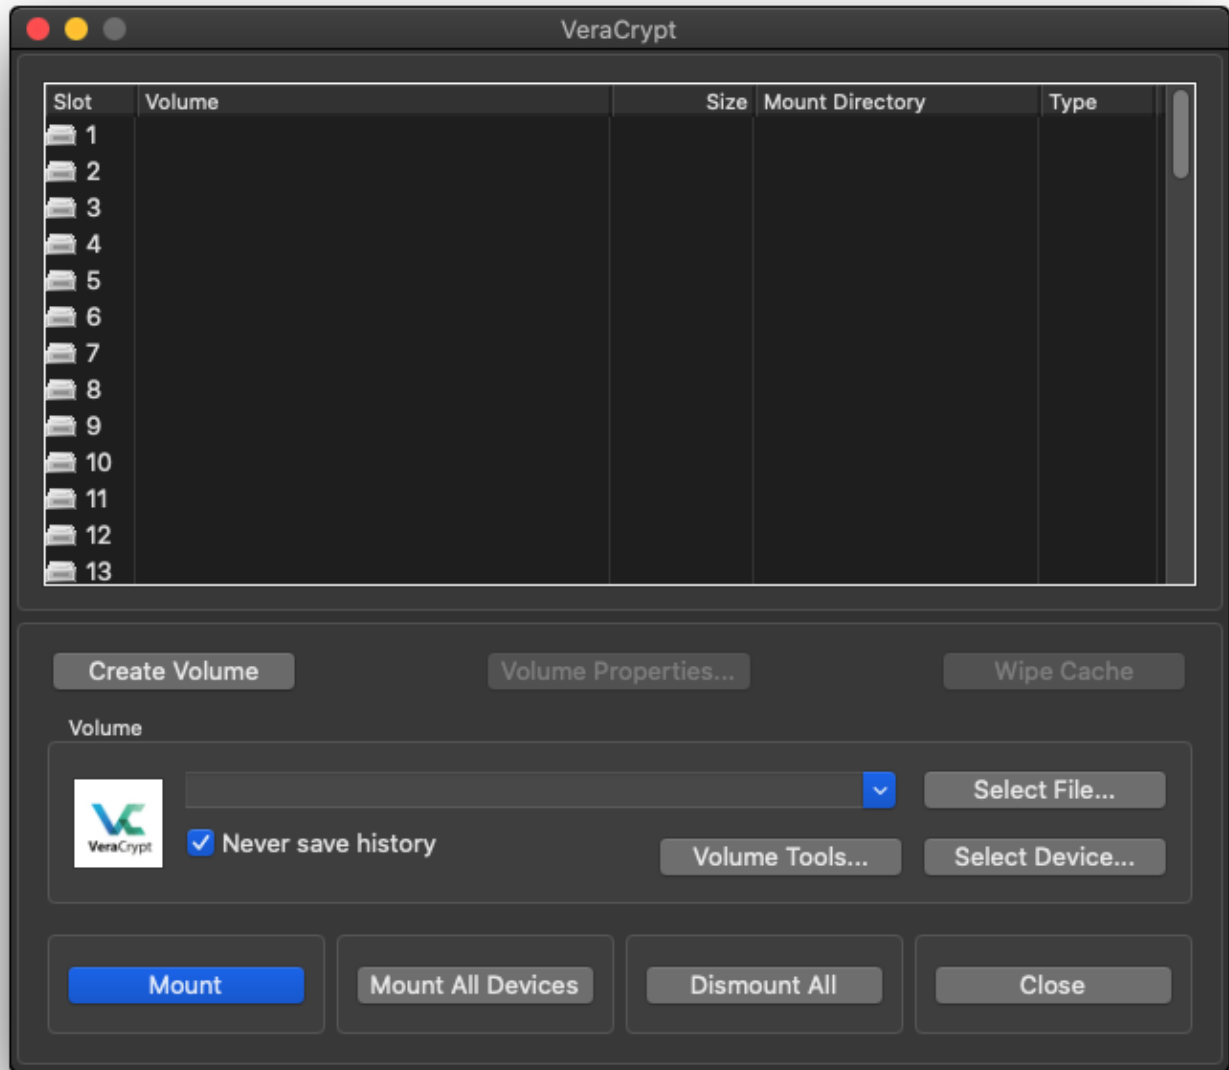 VeraCrypt
Slot Volume Size Mount Directory Type
1
2
3
4
5
6
7
8
9
10
11
12
13
Create Volume Volume Properties... Wipe Cache
Volume
Select File...
VC
VeraCrypt
Never save history
Volume Tools... Select Device...
Mount Mount All Devices Dismount All Close